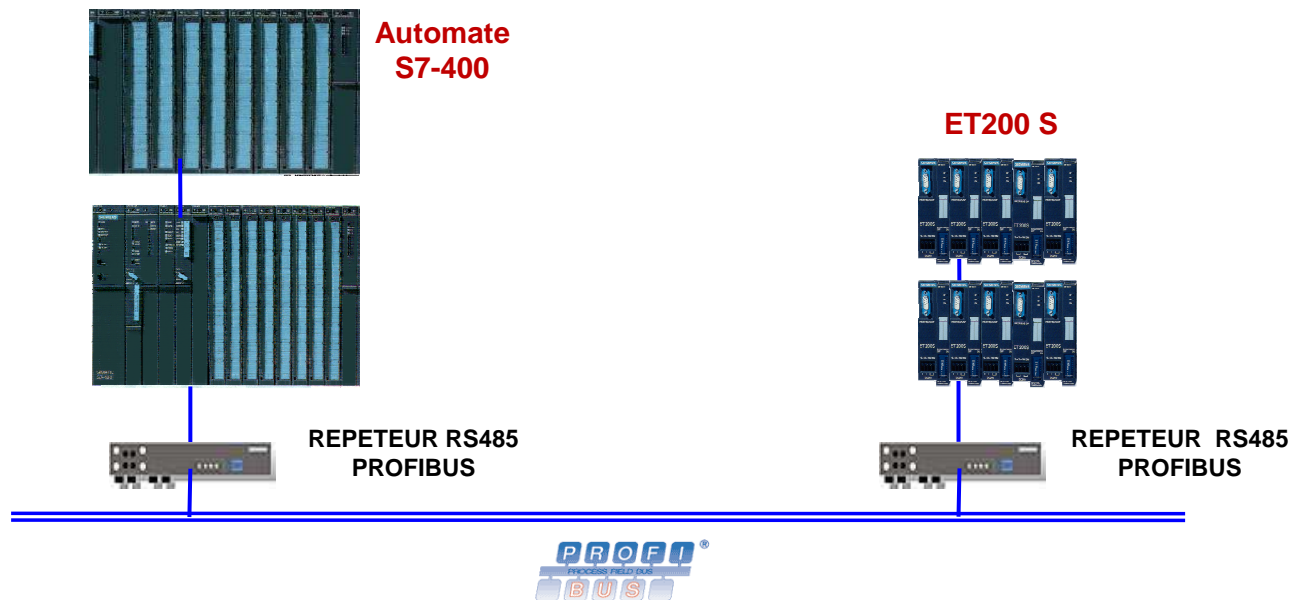 Automate
S7-400
ET200 S
REPETEUR RS485
PROFIBUS
REPETEUR RS485
PROFIBUS
PROFI®
PROCESS FIELD BUS
BUS